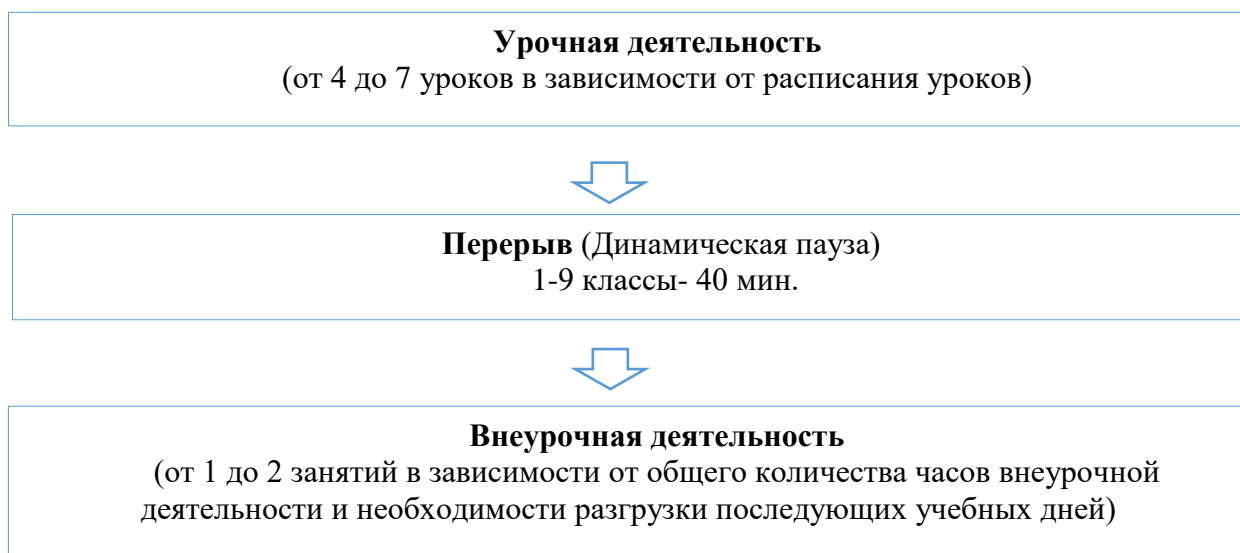 Урочная деятельность
(от 4 до 7 уроков в зависимости от расписания уроков)
Перерыв (Динамическая пауза)
1-9 классы- 40 мин.
Внеурочная деятельность
(от 1 до 2 занятий в зависимости от общего количества часов внеурочной
деятельности и необходимости разгрузки последующих учебных дней)